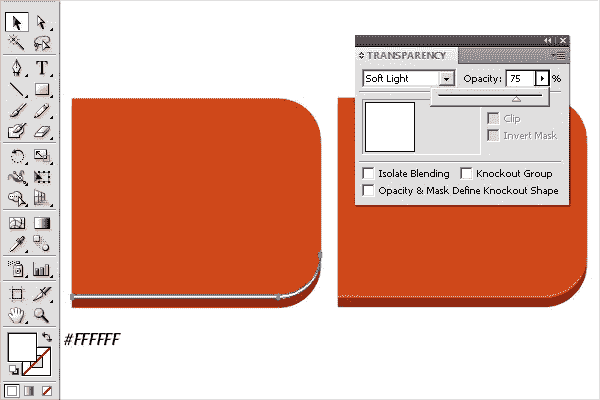 TRANSPARENCY
Soft Light
Opacity: 75 %
Clip
Invert Mask
Isolate Blending
Knockout Group
Opacity & Mask Define Knockout Shape
T
#FFFFFF